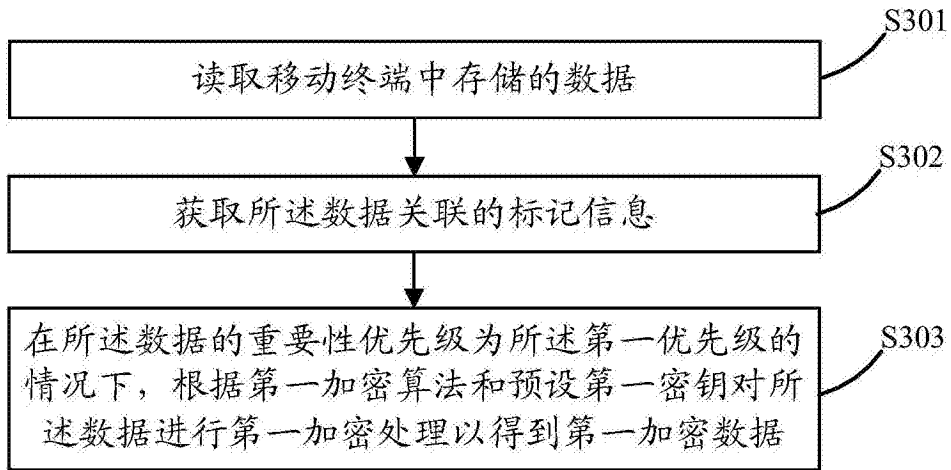 S301
读取移动终端中存储的数据
S302
获取所述数据关联的标记信息
S303
在所述数据的重要性优先级为所述第一优先级的
情况下，根据第一加密算法和预设第一密钥对所
述数据进行第一加密处理以得到第一加密数据